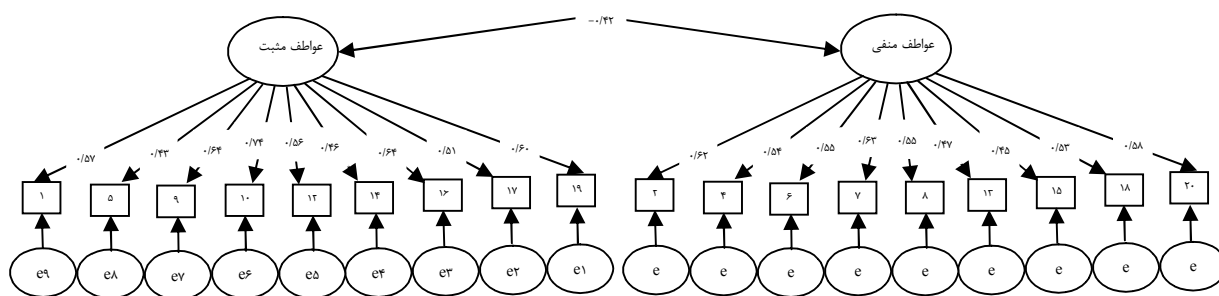 -۰/۴۲
عواطف مثبت
عواطف منفی
۰/۵۷ ۰/۴۳ ۰/۶۴ ۰/۷۴ ۰/۵۶ ۰/۴۶ ۰/۶۴ ۰/۵۱ ۰/۶۰
۰/۶۲ ۰/۵۴ ۰/۵۵ ۰/۶۳ ۰/۵۵ ۰/۴۷ ۰/۴۵ ۰/۵۳ ۰/۵۸
۱ ۵ ۹ ۱۰ ۱۲ ۱۴ ۱۶ ۱۷ ۱۹
۲ ۴ ۶ ۷ ۸ ۱۳ ۱۵ ۱۸ ۲۰
e۹ e۸ e۷ e۶ e۵ e۴ e۳ e۲ e۱
e e e e e e e e e